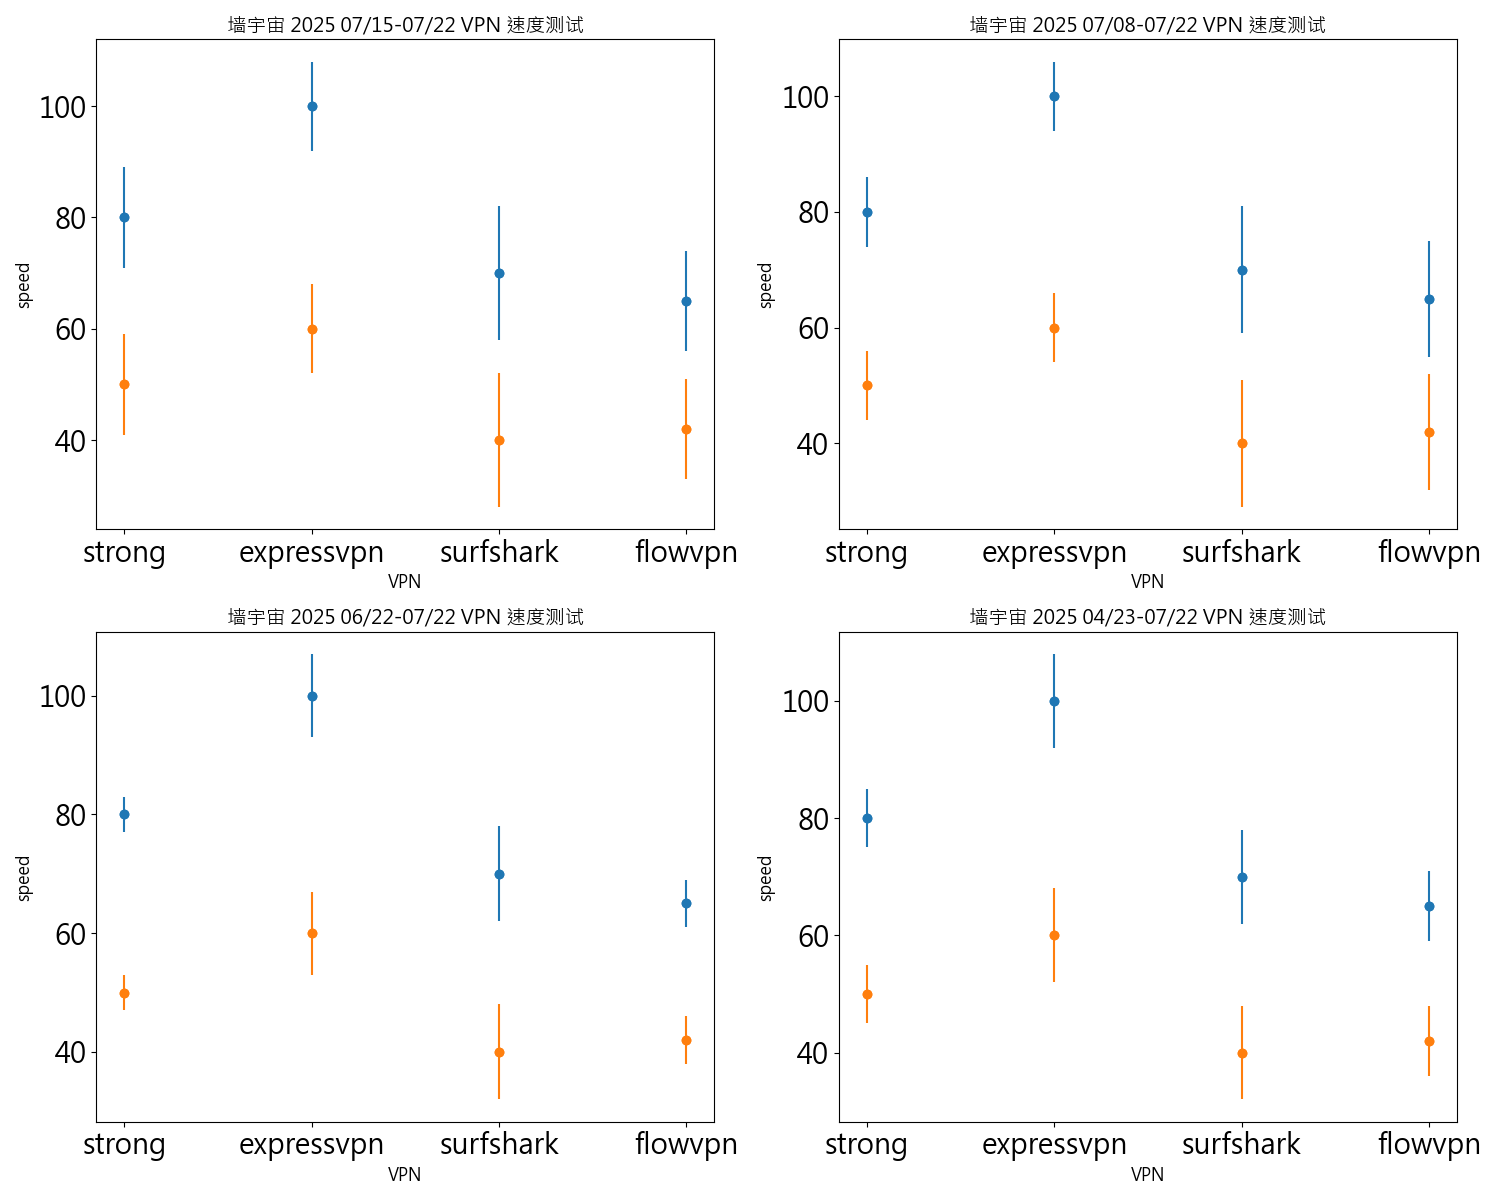 墙宇宙 2025 07/15-07/22 VPN 速度测试
speed
100
80
60
40
strong expressvpn surfshark flowvpn
VPN
墙宇宙 2025 07/08-07/22 VPN 速度测试
speed
100
80
60
40
strong expressvpn surfshark flowvpn
VPN
墙宇宙 2025 06/22-07/22 VPN 速度测试
speed
100
80
60
40
strong expressvpn surfshark flowvpn
VPN
墙宇宙 2025 04/23-07/22 VPN 速度测试
speed
100
80
60
40
strong expressvpn surfshark flowvpn
VPN